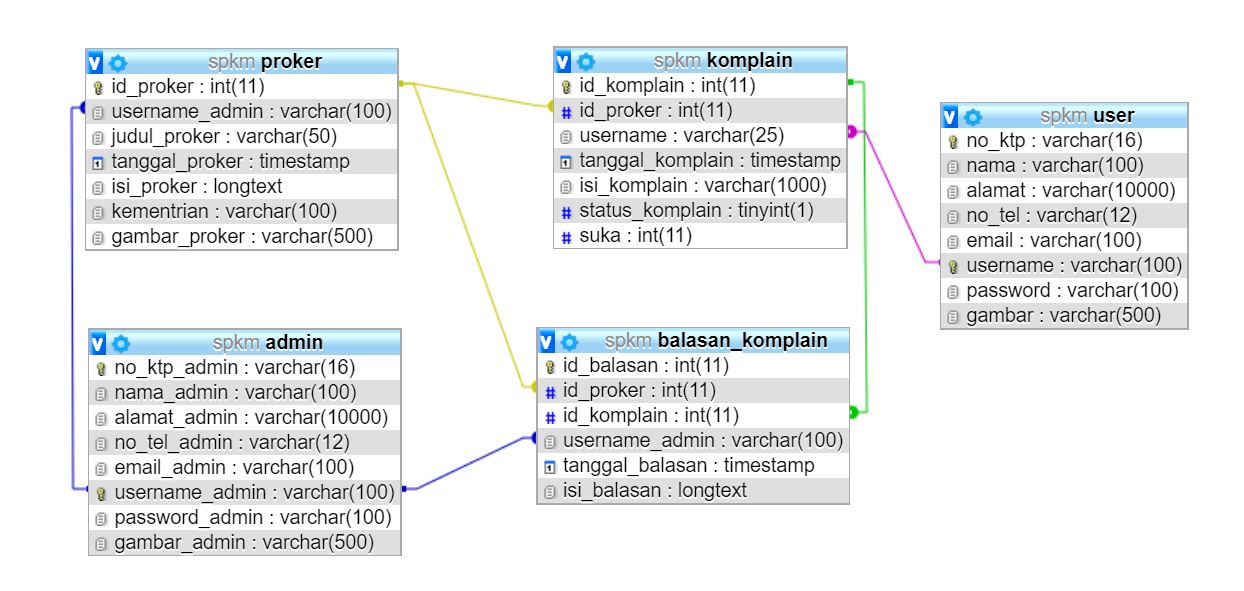 spkm proker
id_proker : int(11)
username_admin : varchar(100)
judul_proker : varchar(50)
tanggal_proker : timestamp
isi_proker : longtext
kementrian : varchar(100)
gambar_proker : varchar(500)
spkm komplain
id_komplain : int(11)
id_proker : int(11)
username : varchar(25)
tanggal_komplain : timestamp
isi_komplain : varchar(1000)
status_komplain : tinyint(1)
suka : int(11)
spkm user
no_ktp : varchar(16)
nama : varchar(100)
alamat : varchar(10000)
no_tel : varchar(12)
email : varchar(100)
username : varchar(100)
password : varchar(100)
gambar : varchar(500)
spkm admin
no_ktp_admin : varchar(16)
nama_admin : varchar(100)
alamat_admin : varchar(10000)
no_tel_admin : varchar(12)
email_admin : varchar(100)
username_admin : varchar(100)
password_admin : varchar(100)
gambar_admin : varchar(500)
spkm balasan_komplain
id_balasan : int(11)
id_proker : int(11)
id_komplain : int(11)
username_admin : varchar(100)
tanggal_balasan : timestamp
isi_balasan : longtext